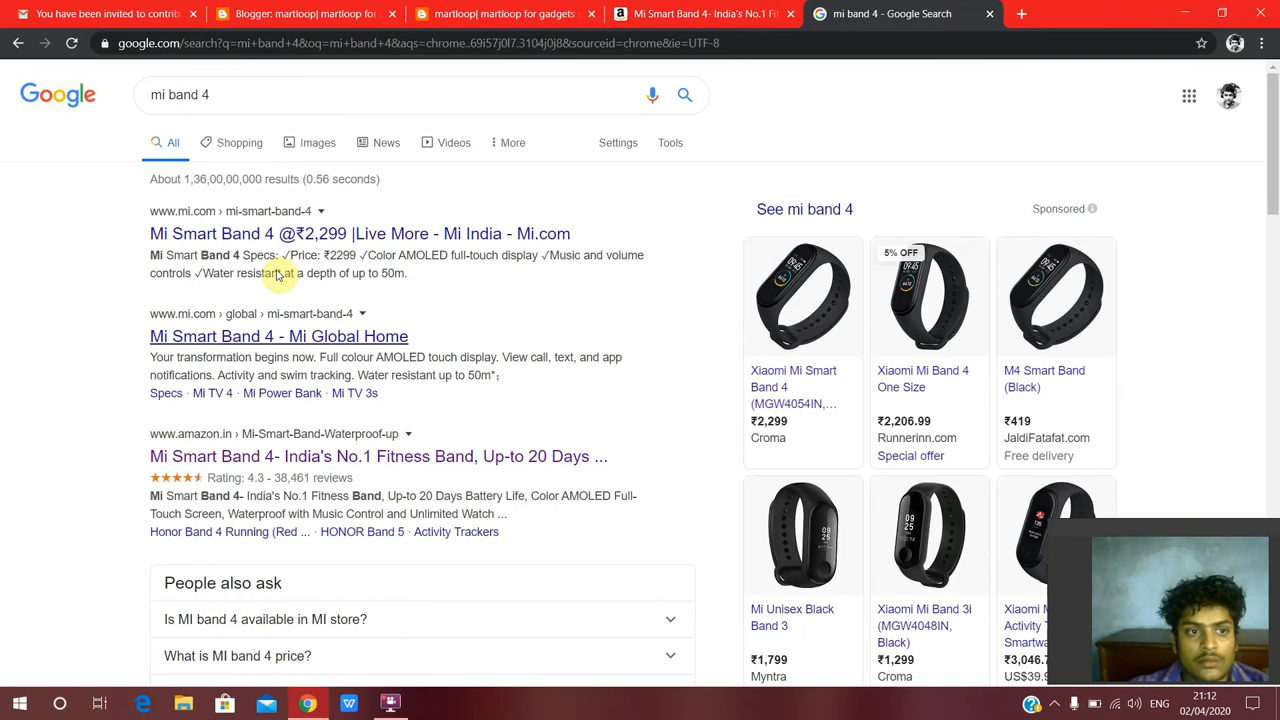 You have been invited to contrib
Blogger: martloop| martloop for
martloop| martloop for gadgets
Mi Smart Band 4- India's No.1 Fi
mi band 4 - Google Search
google.com/search?q=mi+band+4&oq=mi+band+4&aqs=chrome..69i57j0l7.3104j0j8&sourceid=chrome&ie=UTF-8
Google
mi band 4
All
Shopping
Images
News
Videos
More
Settings
Tools
About 1,36,00,00,000 results (0.56 seconds)
www.mi.com › mi-smart-band-4
Mi Smart Band 4 @₹2,299 |Live More - Mi India - Mi.com
Mi Smart Band 4 Specs: ✓Price: ₹2299 ✓Color AMOLED full-touch display ✓Music and volume
controls ✓Water resistant at a depth of up to 50m.
www.mi.com › global › mi-smart-band-4
Mi Smart Band 4 - Mi Global Home
Your transformation begins now. Full colour AMOLED touch display. View call, text, and app
notifications. Activity and swim tracking. Water resistant up to 50m*;
Specs · Mi TV 4 · Mi Power Bank · Mi TV 3s
www.amazon.in › Mi-Smart-Band-Waterproof-up
Mi Smart Band 4- India's No.1 Fitness Band, Up-to 20 Days ...
Rating: 4.3 - 38,461 reviews
Mi Smart Band 4- India's No.1 Fitness Band, Up-to 20 Days Battery Life, Color AMOLED Full-
Touch Screen, Waterproof with Music Control and Unlimited Watch ...
Honor Band 4 Running (Red ... · HONOR Band 5 · Activity Trackers
People also ask
Is MI band 4 available in MI store?
What is MI band 4 price?
See mi band 4
Sponsored
5% OFF
Xiaomi Mi Smart
Band 4
(MGW4054IN,…
₹2,299
Croma
Xiaomi Mi Band 4
One Size
₹2,206.99
Runnerinn.com
Special offer
M4 Smart Band
(Black)
₹419
JaldiFatafat.com
Free delivery
Mi Unisex Black
Band 3
₹1,799
Myntra
Xiaomi Mi Band 3i
(MGW4048IN,
Black)
₹1,299
Croma
Xiaomi M
Activity T
Smartwa
₹3,046.
US$39.9
ENG
21:12
02/04/2020